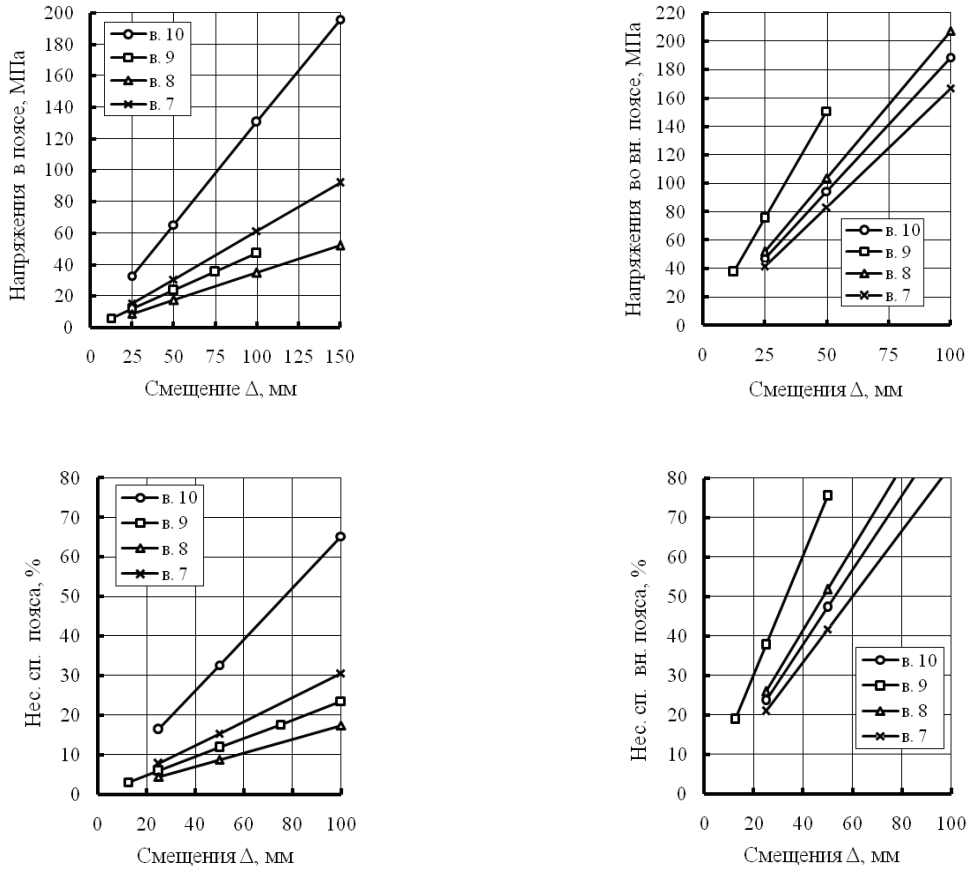 Напряжения в поясе, МПа
200
180
160
140
120
100
80
60
40
20
0
в. 10
в. 9
в. 8
в. 7
0 25 50 75 100 125 150
Смещение Δ, мм
Напряжения во вн. поясе, МПа
220
200
180
160
140
120
100
80
60
40
20
0
в. 10
в. 9
в. 8
в. 7
0 25 50 100
Смещения Δ, мм
Нес. сп. пояса, %
80
70
60
50
40
30
20
10
0
в. 10
в. 9
в. 8
в. 7
0 20 40 60 80 100
Смещения Δ, мм
Нес. сп. вн. пояса, %
80
70
60
50
40
30
20
10
0
в. 10
в. 9
в. 8
в. 7
0 20 40 60 80 100
Смещения Δ, мм